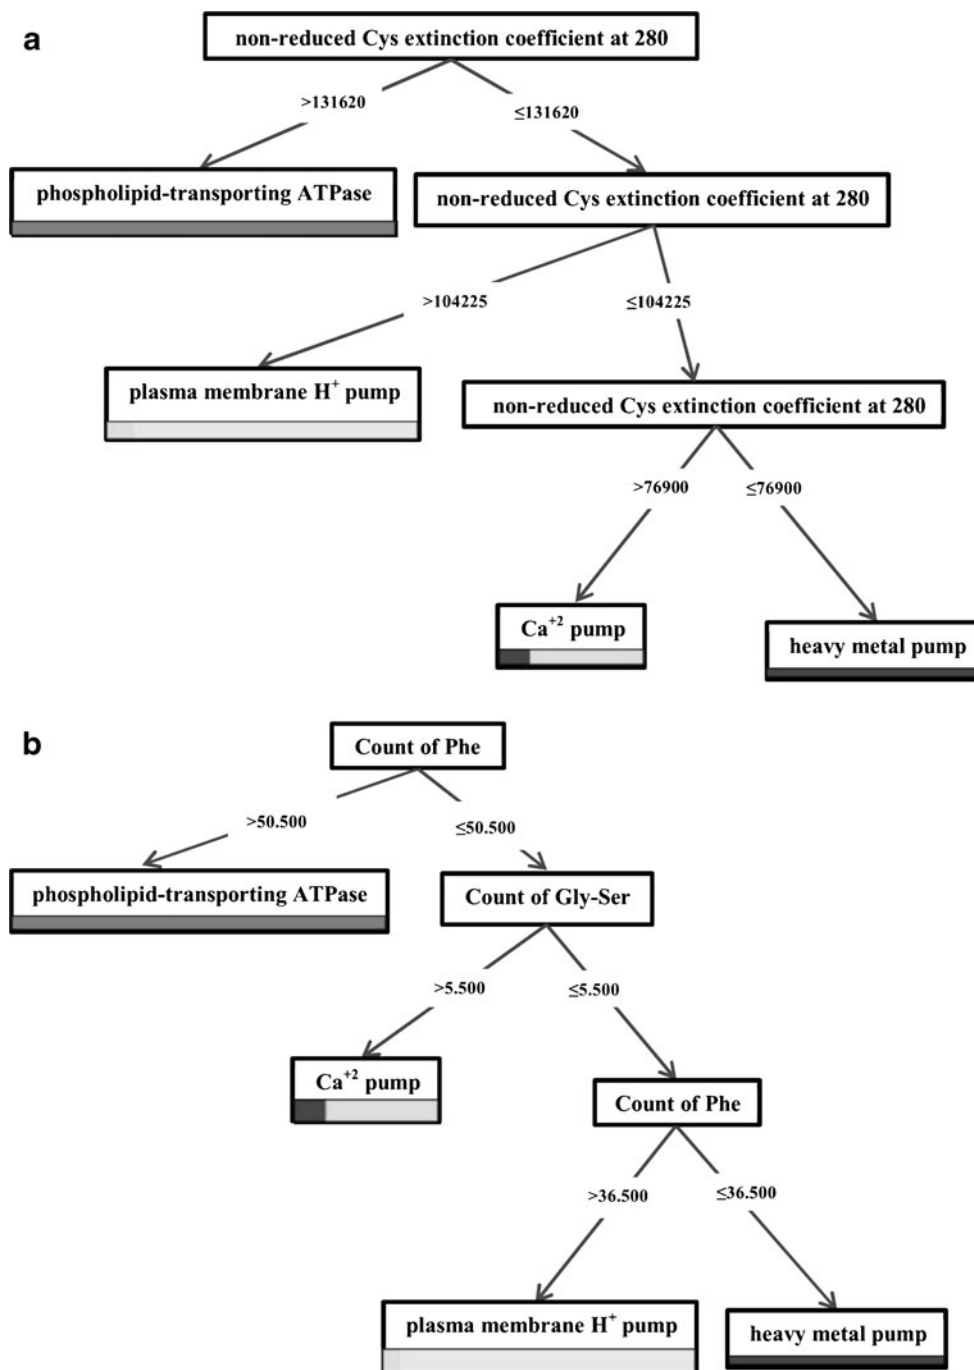 a
non-reduced Cys extinction coefficient at 280
>131620
≤131620
phospholipid-transporting ATPase
non-reduced Cys extinction coefficient at 280
>104225
≤104225
plasma membrane H⁺ pump
non-reduced Cys extinction coefficient at 280
>76900
≤76900
Ca⁺² pump
heavy metal pump
b
Count of Phe
>50.500
≤50.500
phospholipid-transporting ATPase
Count of Gly-Ser
>5.500
≤5.500
Ca⁺² pump
Count of Phe
>36.500
≤36.500
plasma membrane H⁺ pump
heavy metal pump